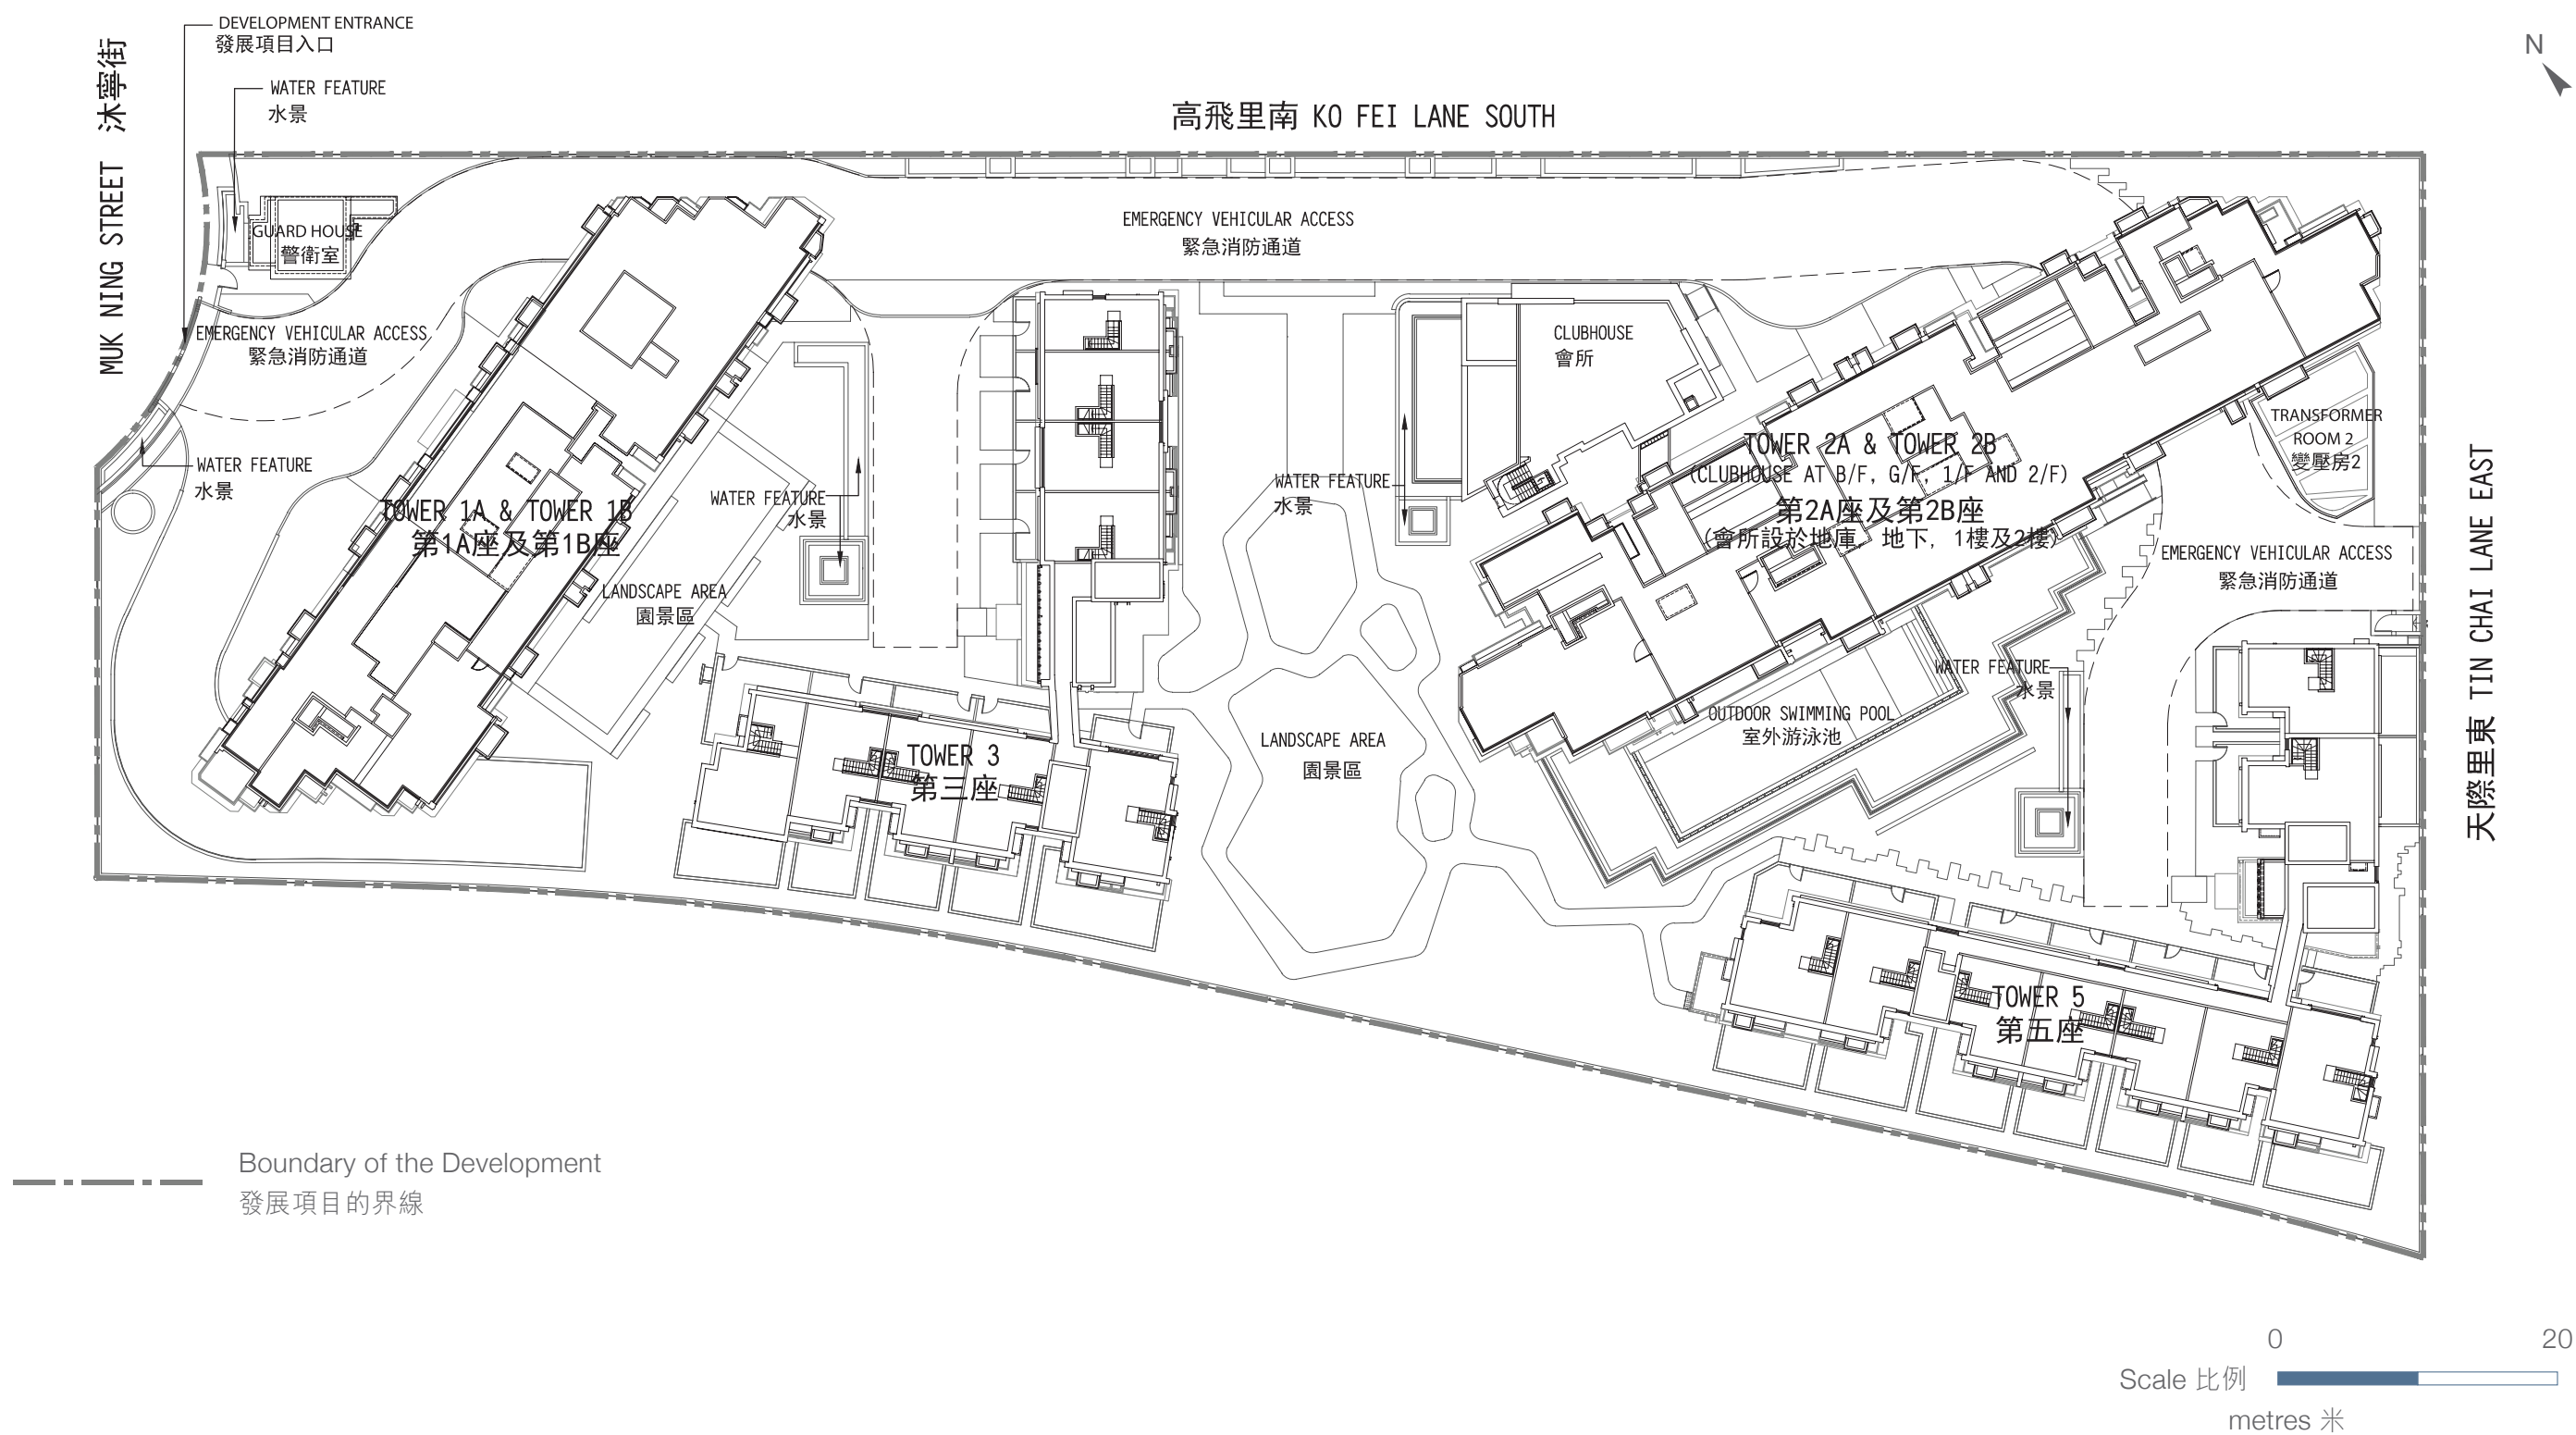 DEVELOPMENT ENTRANCE
發展項目入口
N
WATER FEATURE
水景
MUK NING STREET 沐寧街
高飛里南 KO FEI LANE SOUTH
GUARD HOUSE
警衛室
EMERGENCY VEHICULAR ACCESS
緊急消防通道
EMERGENCY VEHICULAR ACCESS
緊急消防通道
CLUBHOUSE
會所
TRANSFORMER
ROOM 2
變壓房2
WATER FEATURE
水景
TOWER 1A & TOWER 1B
第1A座及第1B座
WATER FEATURE
水景
WATER FEATURE
水景
TOWER 2A & TOWER 2B
(CLUBHOUSE AT B/F, G/F, 1/F AND 2/F)
第2A座及第2B座
(會所設於地庫, 地下, 1樓及2樓)
EMERGENCY VEHICULAR ACCESS
緊急消防通道
天際里東 TIN CHAI LANE EAST
LANDSCAPE AREA
園景區
WATER FEATURE
水景
OUTDOOR SWIMMING POOL
室外游泳池
LANDSCAPE AREA
園景區
TOWER 3
第三座
TOWER 5
第五座
Boundary of the Development
發展項目的界線
0 20
Scale 比例
metres 米